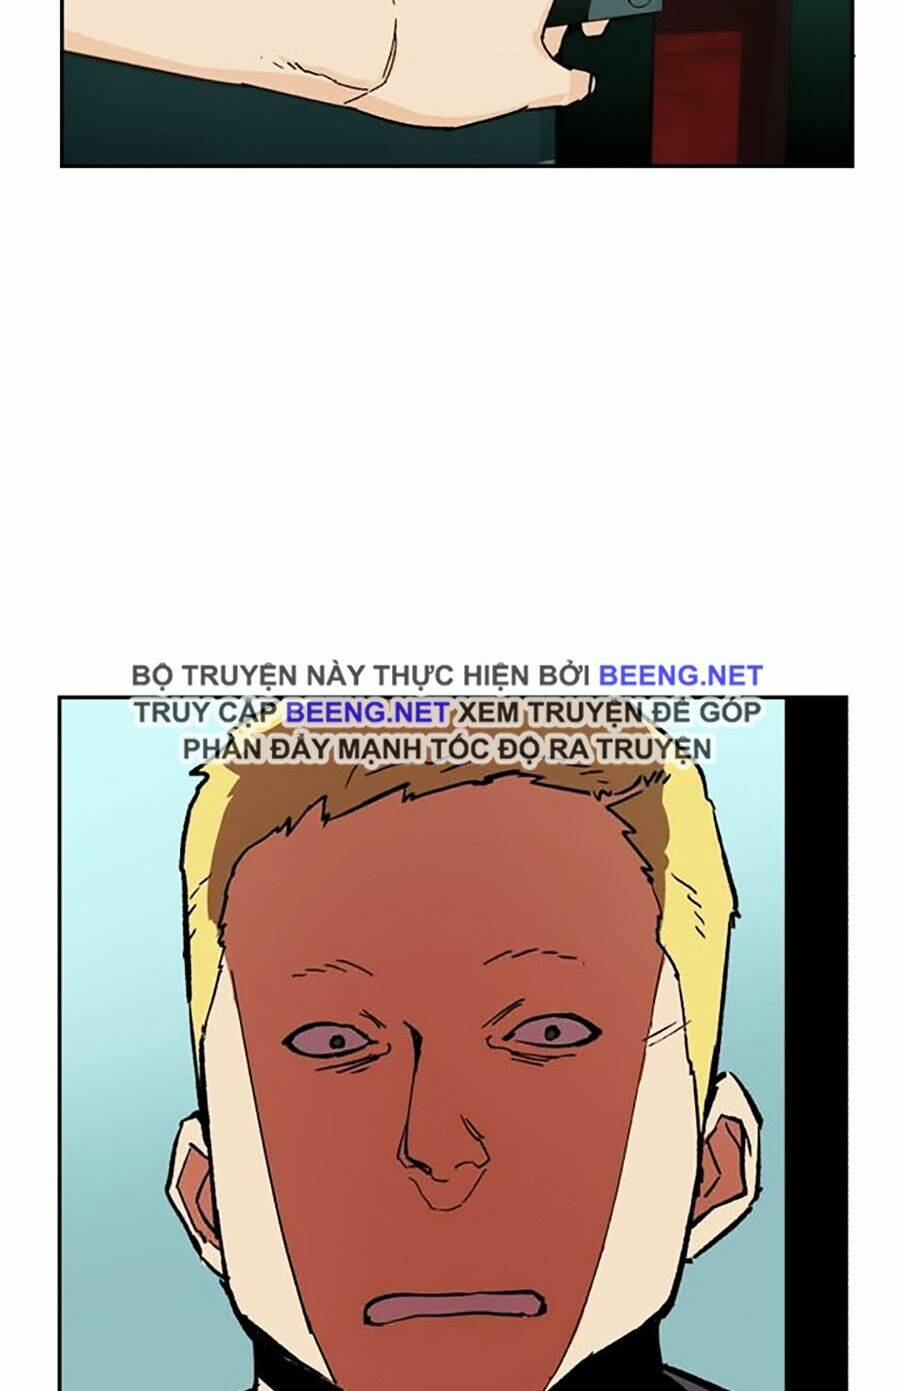 BỘ TRUYỆN NÀY THỰC HIỆN BỞI BEENG.NET
TRUY CẬP BEENG.NET XEM TRUYỆN ĐỂ GÓP
PHẦN ĐẨY MẠNH TỐC ĐỘ RA TRUYỆN